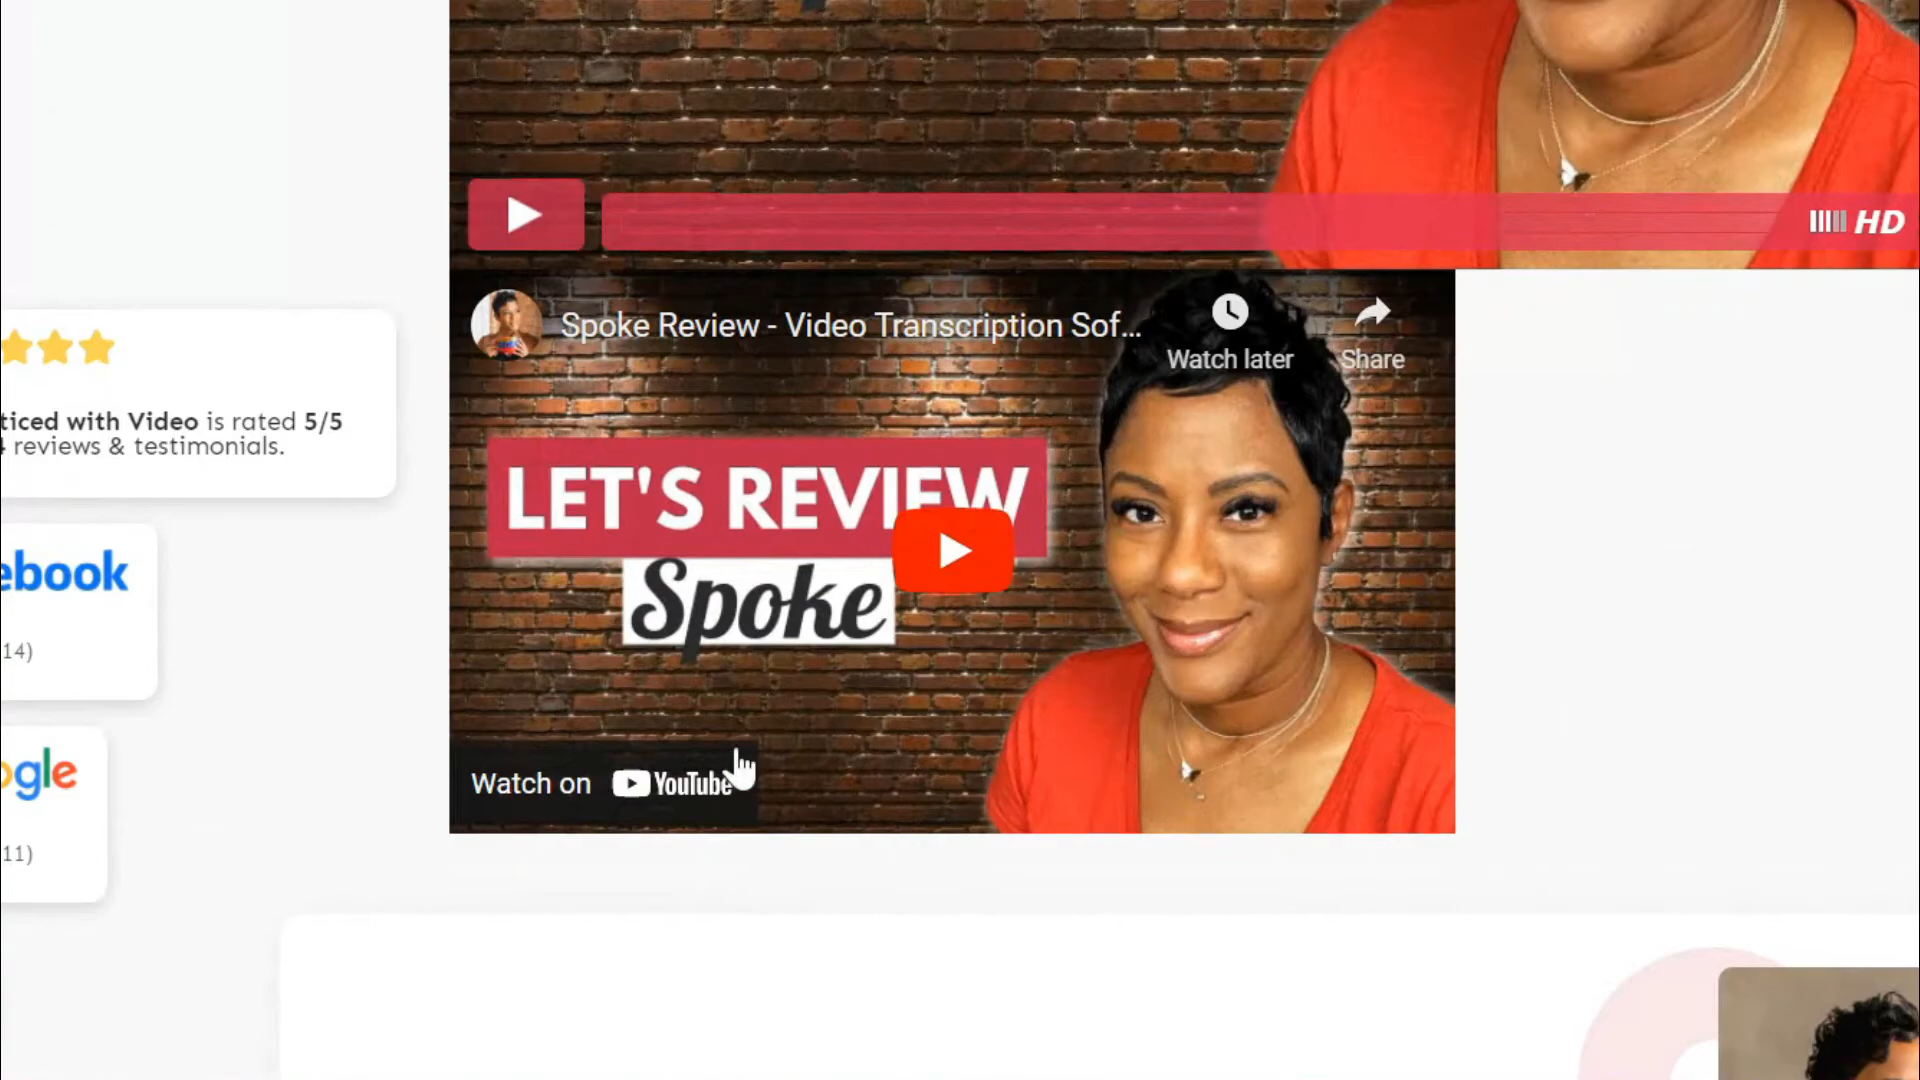 HD
Spoke Review - Video Transcription Sof...
Watch later
Share
ticed with Video is rated 5/5
reviews & testimonials.
LET'S REVIEW
Spoke
ebook
14)
ogle
Watch on YouTube
11)